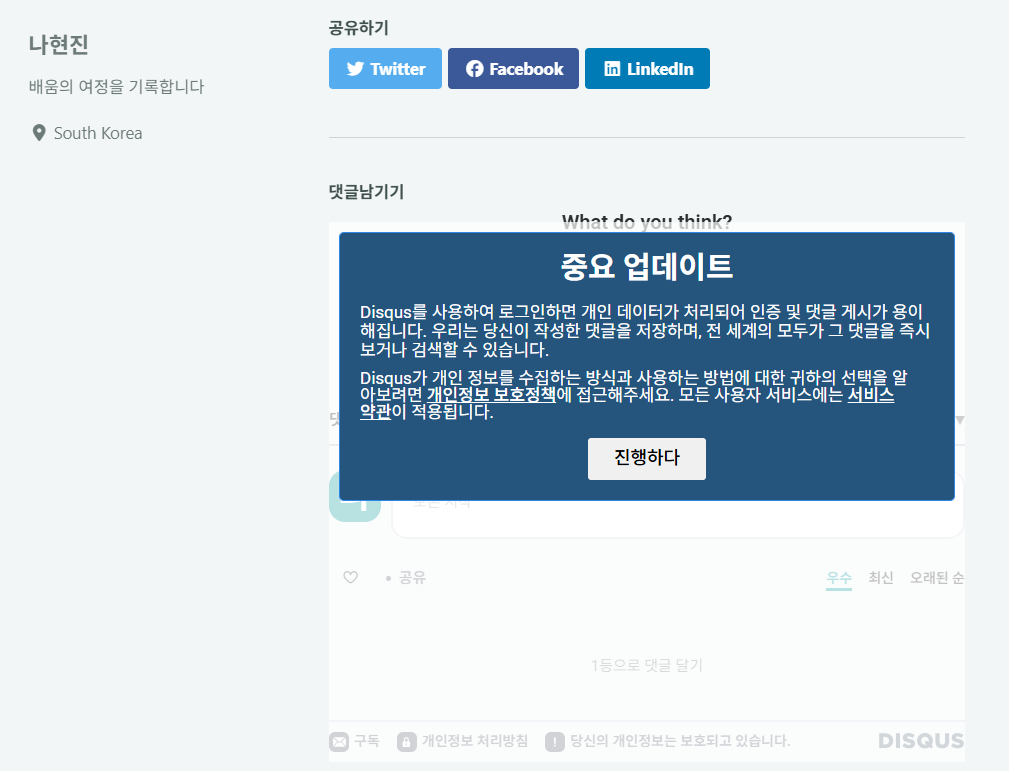 나현진
배움의 여정을 기록합니다
South Korea
공유하기
Twitter
Facebook
LinkedIn
댓글남기기
What do you think?
중요 업데이트
Disqus를 사용하여 로그인하면 개인 데이터가 처리되어 인증 및 댓글 게시가 용이
해집니다. 우리는 당신이 작성한 댓글을 저장하며, 전 세계의 모두가 그 댓글을 즉시
보거나 검색할 수 있습니다.
Disqus가 개인 정보를 수집하는 방식과 사용하는 방법에 대한 귀하의 선택을 알
아보려면 개인정보 보호정책에 접근해주세요. 모든 사용자 서비스에는 서비스
약관이 적용됩니다.
진행하다
공유
우수
최신
오래된 순
1등으로 댓글 달기
구독
개인정보 처리방침
당신의 개인정보는 보호되고 있습니다.
DISQUS